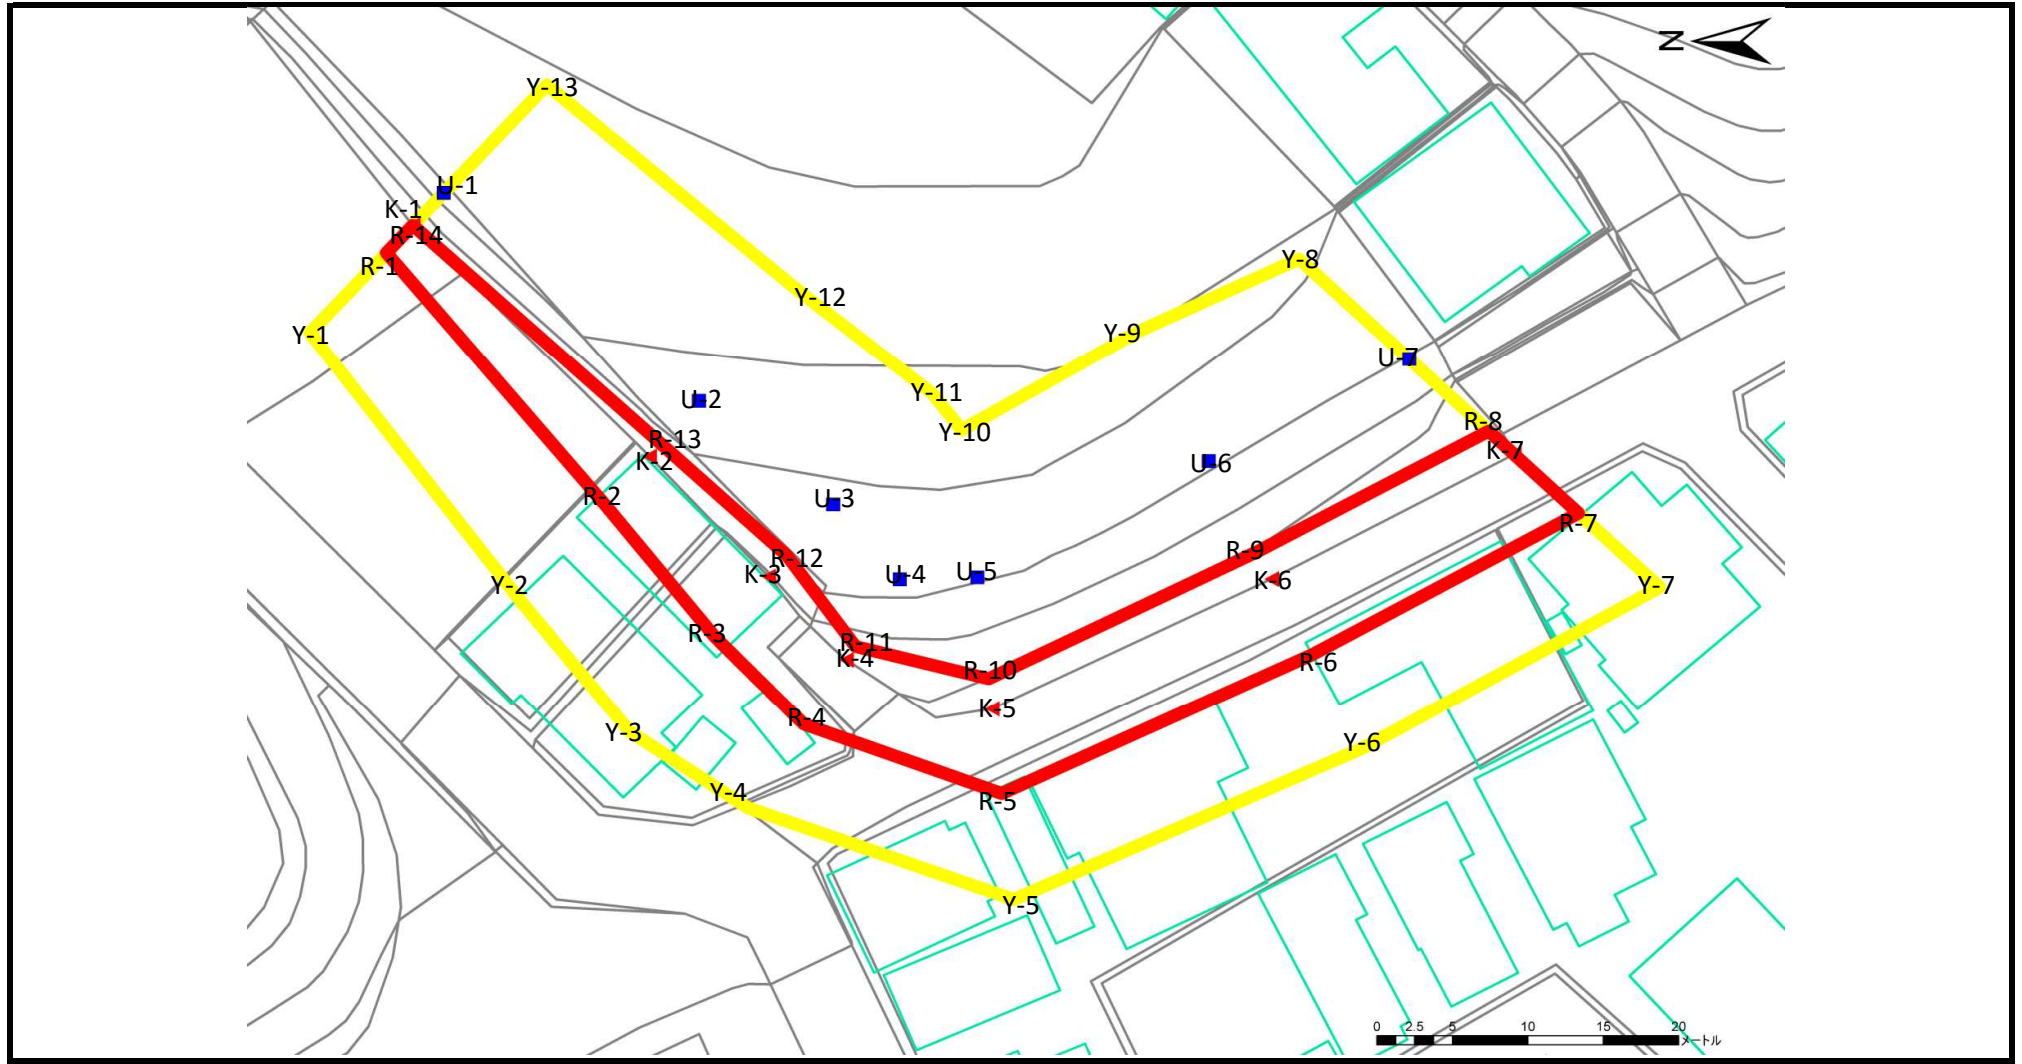 N
Y-13
U-1
K-1
R-14
R-1
Y-8
Y-12
Y-1
Y-9
U-7
Y-11
U-2
R-8
Y-10
R-13
K-7
K-2
U-6
R-2
U-3
R-7
R-9
R-12
K-3
U-4
U-5
K-6
Y-2
Y-7
R-3
R-11
K-4
R-6
R-10
K-5
R-4
Y-3
Y-6
Y-4
R-5
Y-5
0 2.5 5 10 15 20
メートル